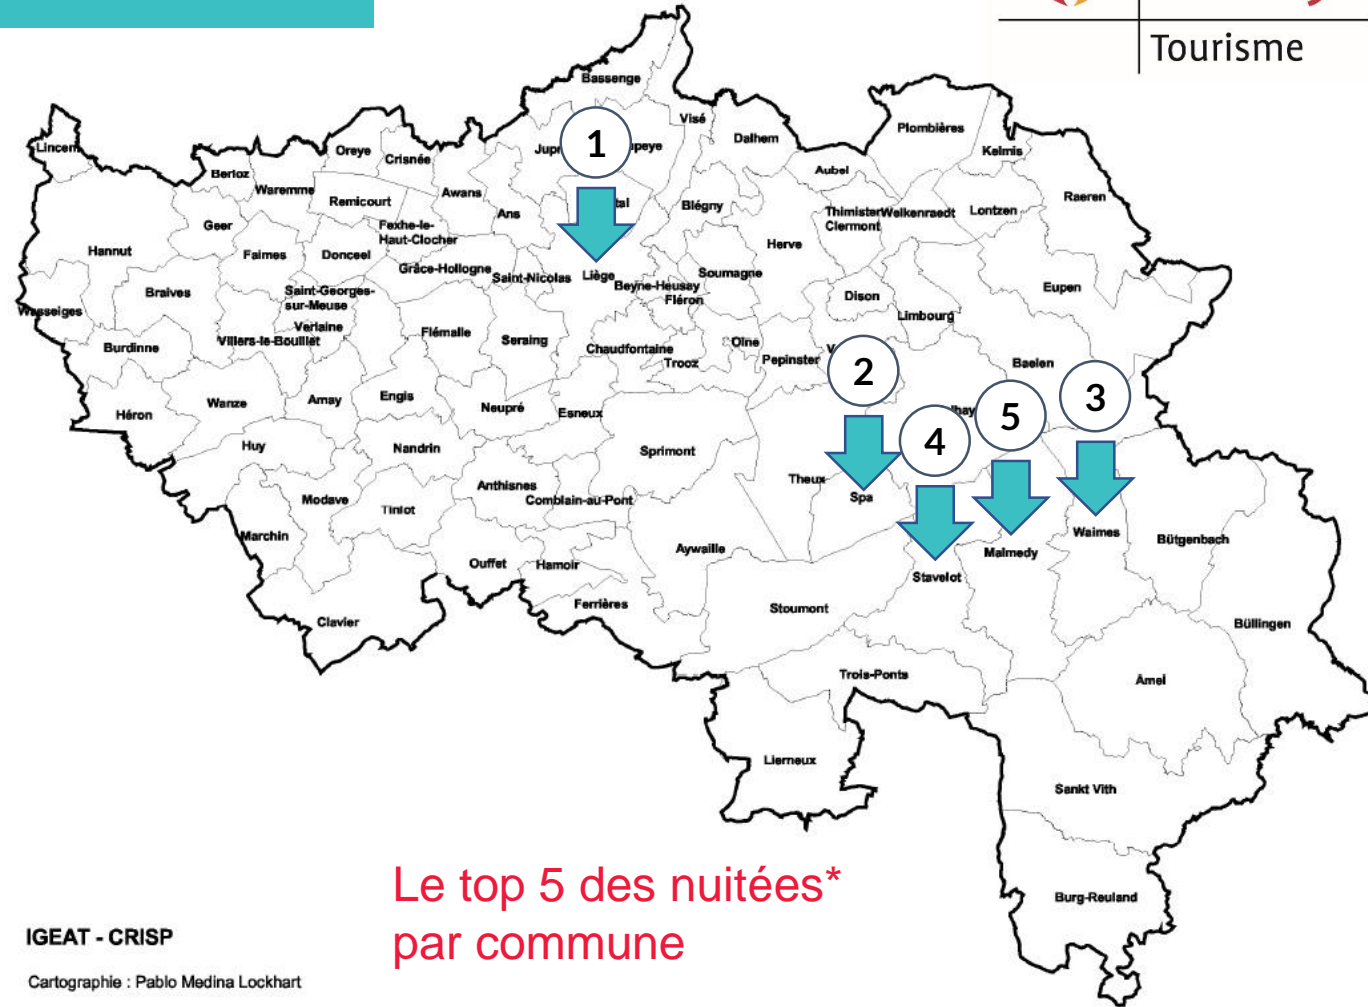 Tourisme
Bassenge
Visé
Dalhem
Plombières
Kelmis
Aubel
Raeren
Oreye
Crisnée
Berloz
Waremme
Remicourt
Awans
Ans
1
Blégny
Thimister
Clermont
Welkenraedt
Lontzen
Geer
Fexhe-le-
Haut-Clocher
Herve
Hannut
Faimes
Donceel
Grâce-Hollogne
Saint-Nicolas
Liège
Beyne-Heusay
Fléron
Soumagne
Eupen
Braives
Saint-Georges-
sur-Meuse
Dison
Limbourg
Verlaine
Villers-le-Bouillet
Flémalle
Seraing
Burdinne
Chaudfontaine
Trooz
Olne
Pepinster
Baelen
2
3
4
5
Héron
Wanze
Amay
Engis
Neupré
Esneux
Huy
Nandrin
Sprimont
Theux
Spa
Modave
Tinlot
Anthisnes
Comblain-au-Pont
Marchin
Waimes
Bütgenbach
Aywaille
Malmedy
Ouffet
Hamoir
Stavelot
Ferrières
Stoumont
Clavier
Büllingen
Trois-Ponts
Amel
Lierneux
Sankt Vith
Burg-Reuland
Le top 5 des nuitées*
par commune
IGEAT - CRISP
Cartographie : Pablo Medina Lockhart